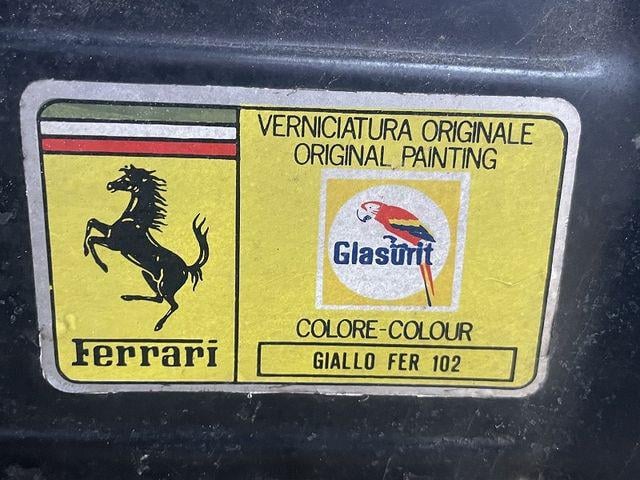 Ferrari
VERNICIATURA ORIGINALE
ORIGINAL PAINTING
Glasurit
COLORE-COLOUR
GIALLO FER 102